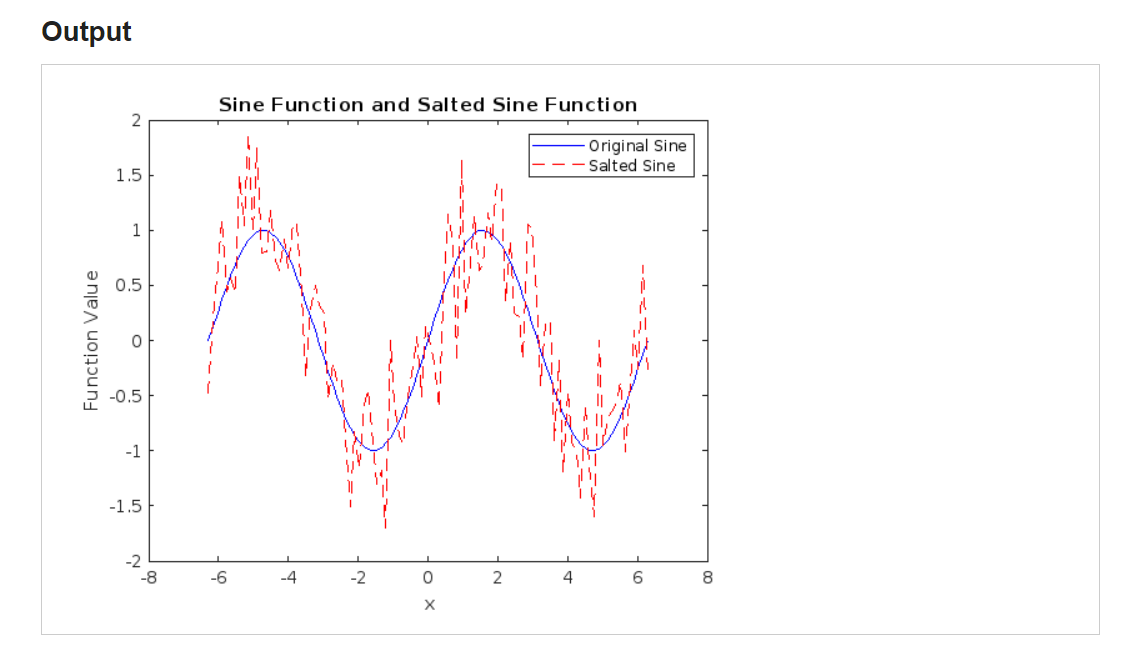 Output
Sine Function and Salted Sine Function
Original Sine
Salted Sine
2
1.5
1
0.5
0
-0.5
-1
-1.5
-2
Function Value
-8 -6 -4 -2 0 2 4 6 8
x